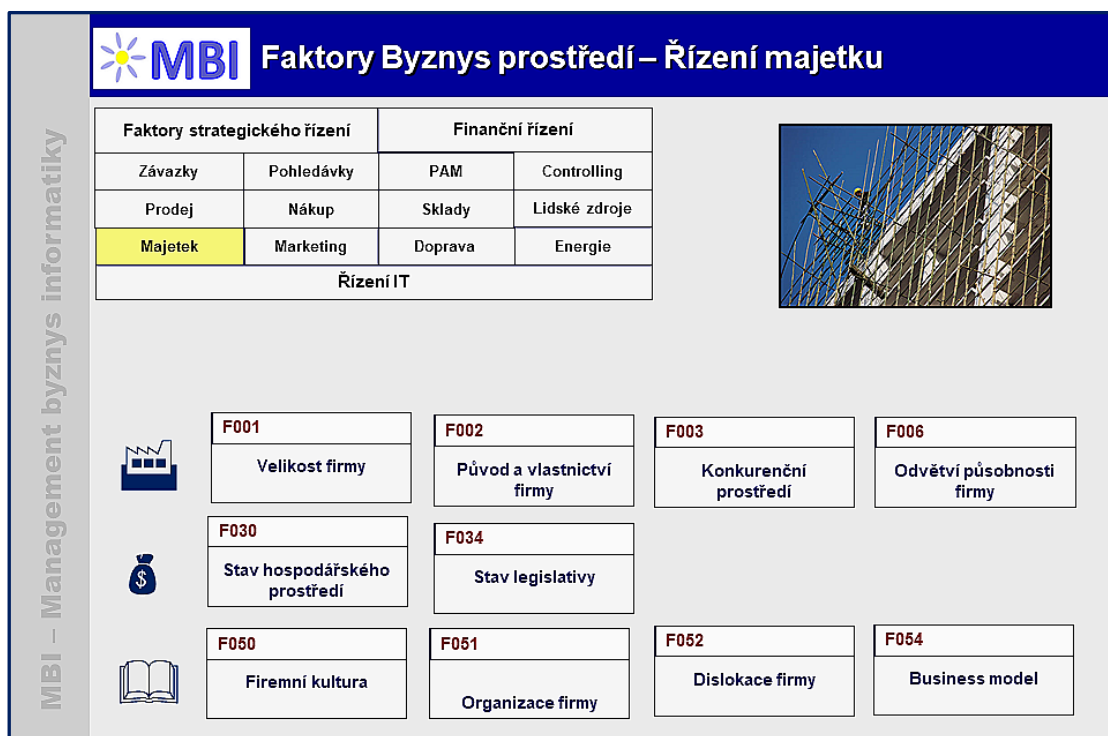 MBI – Management byznys informatiky
MBI
Faktory Byznys prostředí – Řízení majetku
Faktory strategického řízení
Finanční řízení
Závazky
Pohledávky
PAM
Controlling
Prodej
Nákup
Sklady
Lidské zdroje
Majetek
Marketing
Doprava
Energie
Řízení IT
F001
Velikost firmy
F002
Původ a vlastnictví
firmy
F003
Konkurenční
prostředí
F006
Odvětví působnosti
firmy
$
F030
Stav hospodářského
prostředí
F034
Stav legislativy
F050
Firemní kultura
F051
Organizace firmy
F052
Dislokace firmy
F054
Business model